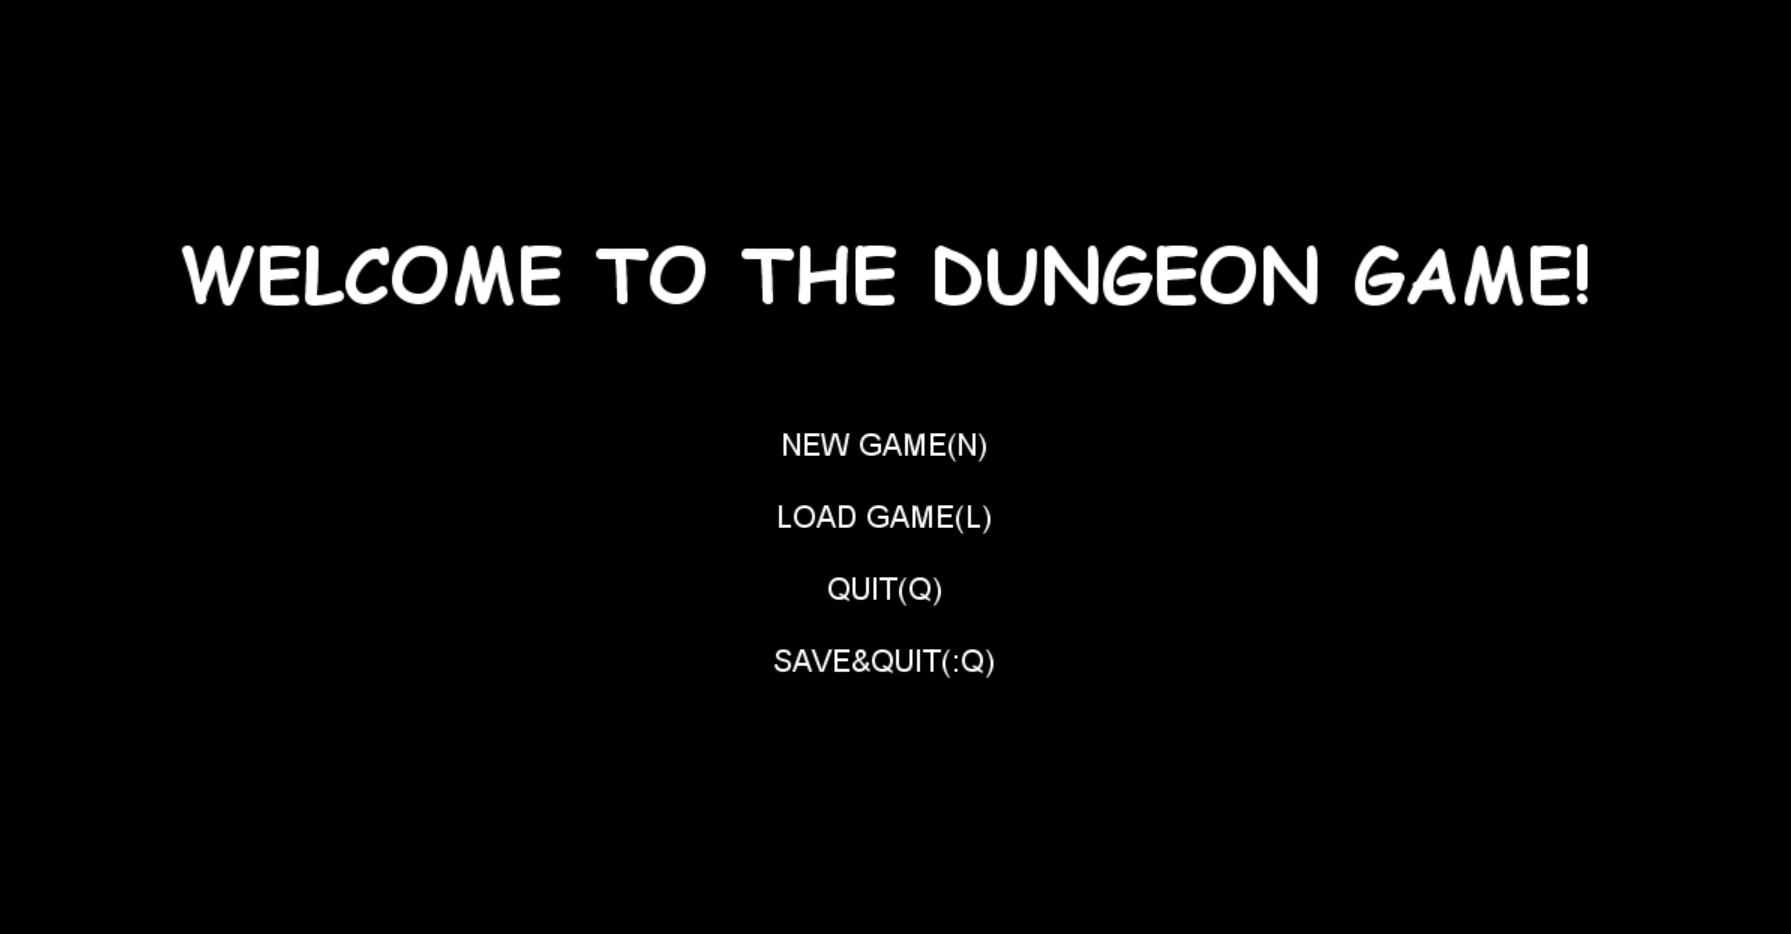 WELCOME TO THE DUNGEON GAME!
NEW GAME(N)
LOAD GAME(L)
QUIT(Q)
SAVE&QUIT(:Q)